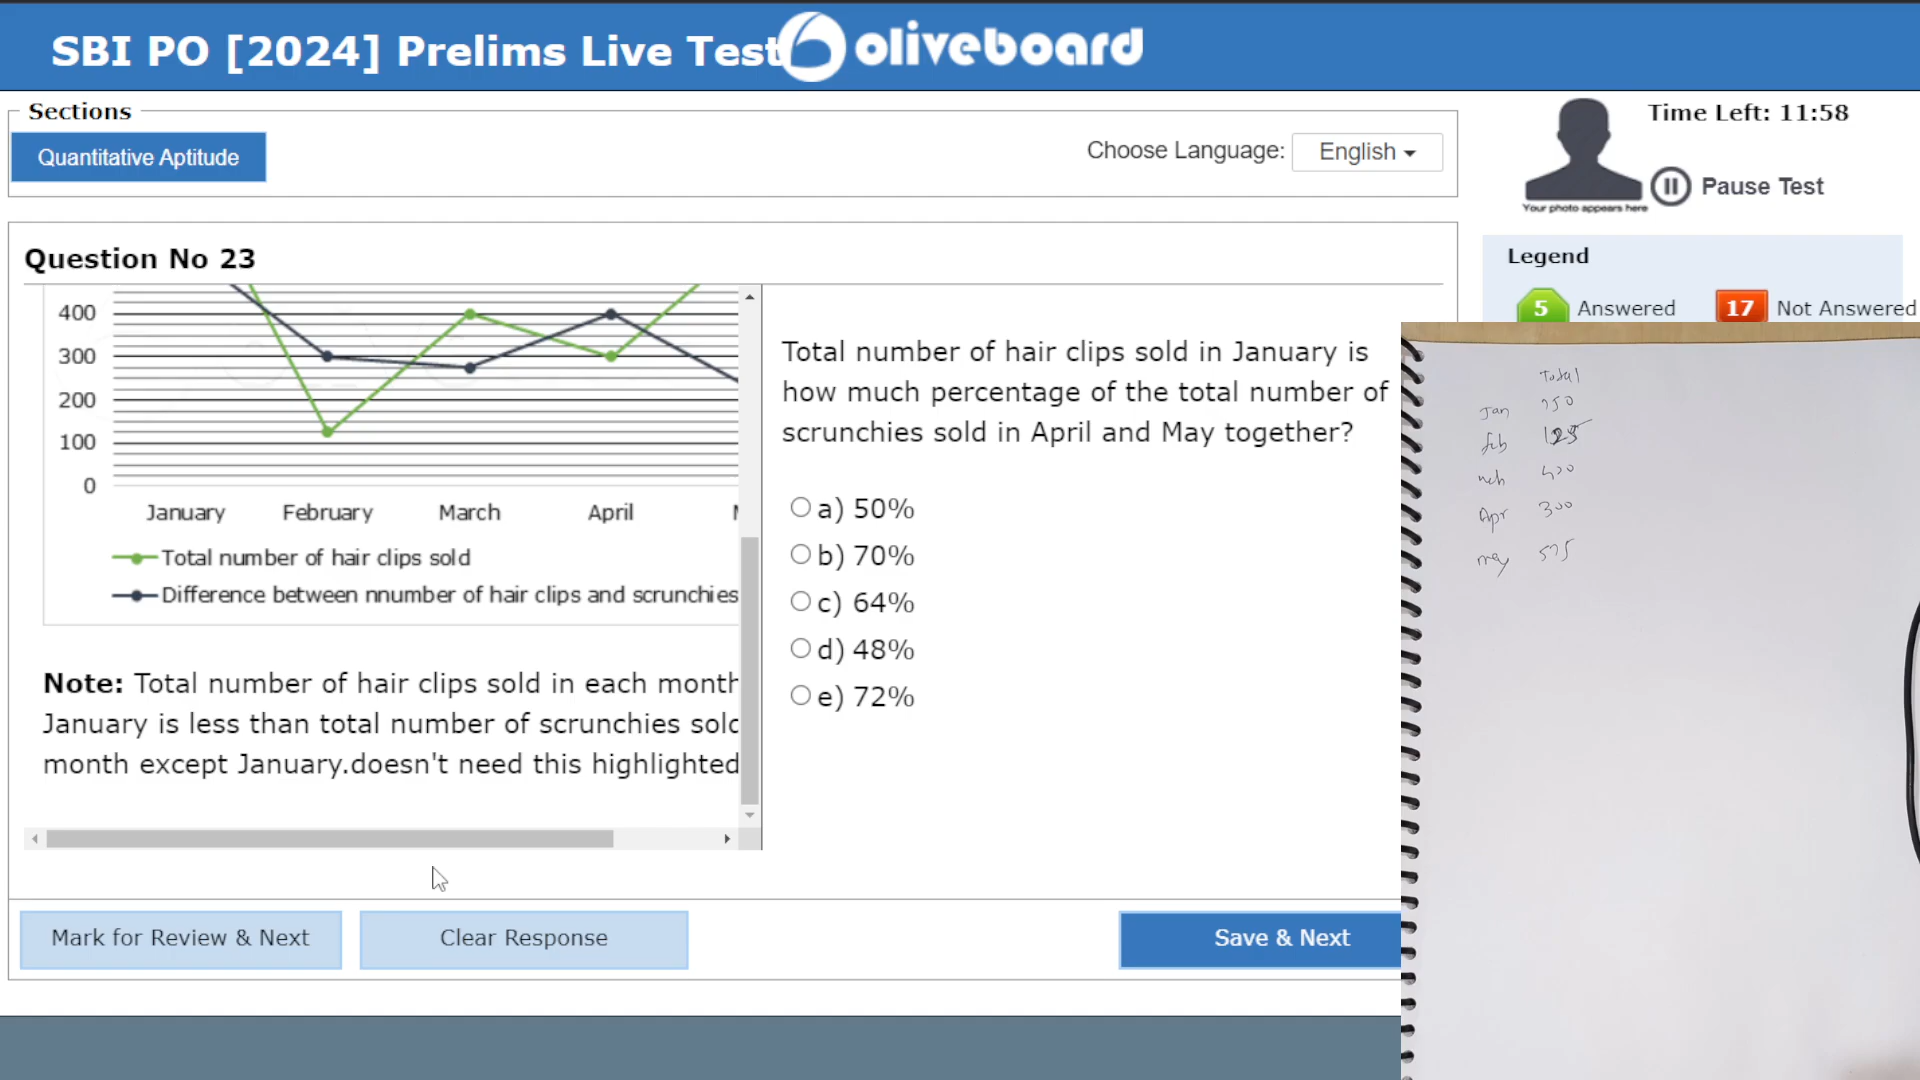 SBI PO [2024] Prelims Live Test
oliveboard
Sections
Quantitative Aptitude
Choose Language:
English
Time Left: 11:58
Pause Test
Your photo appears here
Legend
5 Answered
17 Not Answered
Question No 23
400
300
200
100
0
January February March April
Total number of hair clips sold
Difference between nnumber of hair clips and scrunchies
Note: Total number of hair clips sold in each month
January is less than total number of scrunchies sold
month except January.doesn't need this highlighted
Total number of hair clips sold in January is
how much percentage of the total number of
scrunchies sold in April and May together?
a) 50%
b) 70%
c) 64%
d) 48%
e) 72%
Mark for Review & Next
Clear Response
Save & Next
Total
Jan 750
feb 125
mch 400
Apr 300
may 575